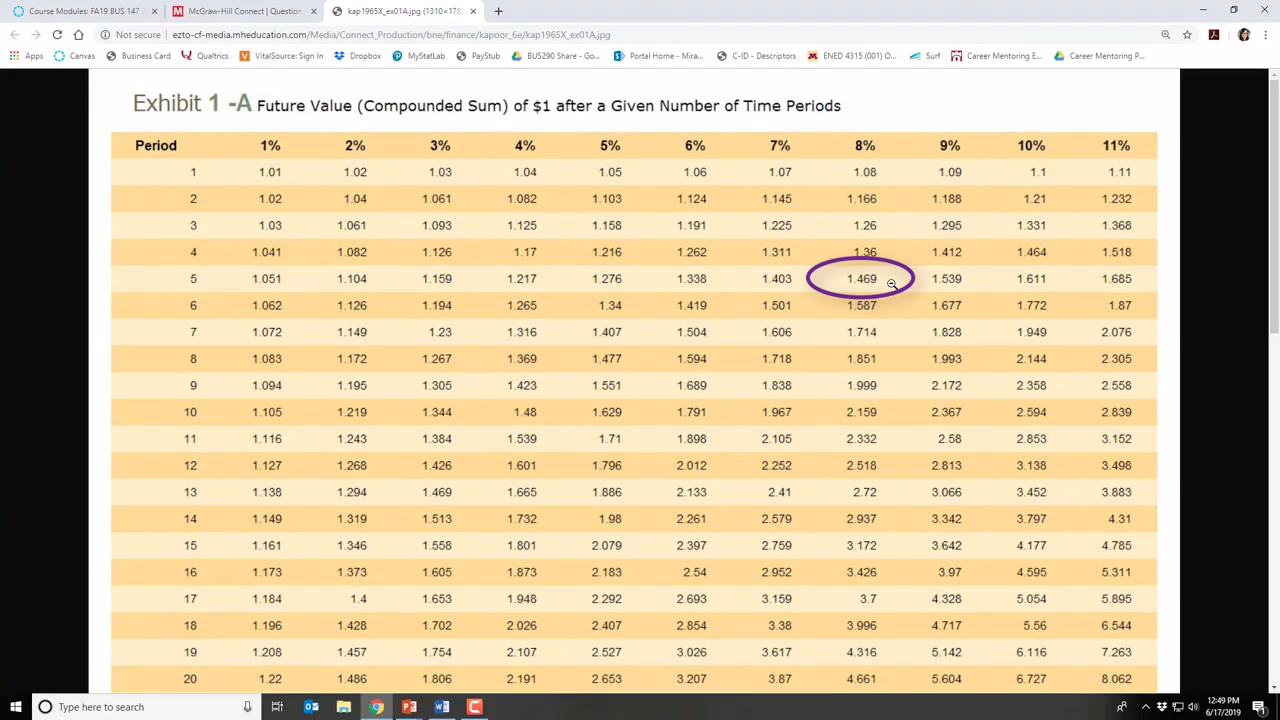 Course Modules: FA19 BUS 147
McGraw-Hill Connect | Question
kap1965X_ex01A.jpg (1310×178
Not secure | ezto-cf-media.mheducation.com/Media/Connect_Production/bne/finance/kapoor_6e/kap1965X_ex01A.jpg
Apps Canvas Business Card Qualtrics VitalSource: Sign In Dropbox MyStatLab PayStub BUS290 Share - Go... Portal Home - Mira... C-ID - Descriptors ENED 4315 (001) O... Surf Career Mentoring E... Career Mentoring P...
Exhibit 1 -A Future Value (Compounded Sum) of $1 after a Given Number of Time Periods
Period 1% 2% 3% 4% 5% 6% 7% 8% 9% 10% 11%
1 1.01 1.02 1.03 1.04 1.05 1.06 1.07 1.08 1.09 1.1 1.11
2 1.02 1.04 1.061 1.082 1.103 1.124 1.145 1.166 1.188 1.21 1.232
3 1.03 1.061 1.093 1.125 1.158 1.191 1.225 1.26 1.295 1.331 1.368
4 1.041 1.082 1.126 1.17 1.216 1.262 1.311 1.36 1.412 1.464 1.518
5 1.051 1.104 1.159 1.217 1.276 1.338 1.403 1.469 1.539 1.611 1.685
6 1.062 1.126 1.194 1.265 1.34 1.419 1.501 1.587 1.677 1.772 1.87
7 1.072 1.149 1.23 1.316 1.407 1.504 1.606 1.714 1.828 1.949 2.076
8 1.083 1.172 1.267 1.369 1.477 1.594 1.718 1.851 1.993 2.144 2.305
9 1.094 1.195 1.305 1.423 1.551 1.689 1.838 1.999 2.172 2.358 2.558
10 1.105 1.219 1.344 1.48 1.629 1.791 1.967 2.159 2.367 2.594 2.839
11 1.116 1.243 1.384 1.539 1.71 1.898 2.105 2.332 2.58 2.853 3.152
12 1.127 1.268 1.426 1.601 1.796 2.012 2.252 2.518 2.813 3.138 3.498
13 1.138 1.294 1.469 1.665 1.886 2.133 2.41 2.72 3.066 3.452 3.883
14 1.149 1.319 1.513 1.732 1.98 2.261 2.579 2.937 3.342 3.797 4.31
15 1.161 1.346 1.558 1.801 2.079 2.397 2.759 3.172 3.642 4.177 4.785
16 1.173 1.373 1.605 1.873 2.183 2.54 2.952 3.426 3.97 4.595 5.311
17 1.184 1.4 1.653 1.948 2.292 2.693 3.159 3.7 4.328 5.054 5.895
18 1.196 1.428 1.702 2.026 2.407 2.854 3.38 3.996 4.717 5.56 6.544
19 1.208 1.457 1.754 2.107 2.527 3.026 3.617 4.316 5.142 6.116 7.263
20 1.22 1.486 1.806 2.191 2.653 3.207 3.87 4.661 5.604 6.727 8.062
Type here to search
12:49 PM
6/17/2019